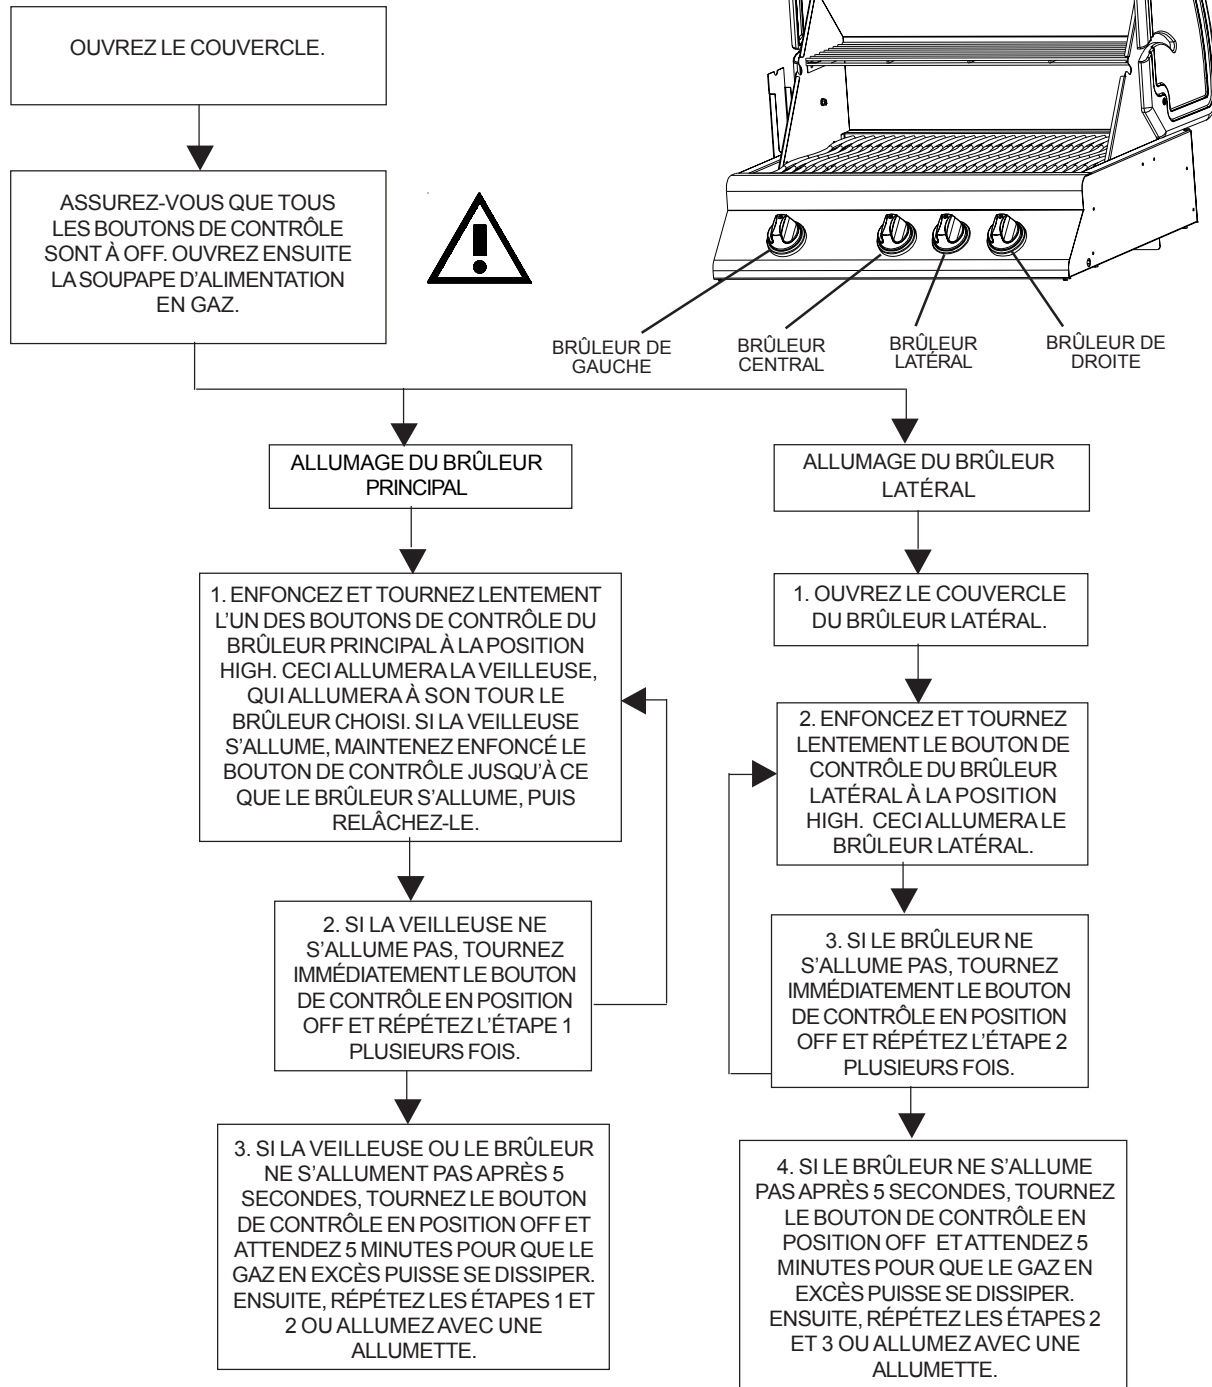 OUVREZ LE COUVERCLE.
ASSUREZ-VOUS QUE TOUS
LES BOUTONS DE CONTRÔLE
SONT À OFF. OUVREZ ENSUITE
LA SOUPAPE D'ALIMENTATION
EN GAZ.
BRÛLEUR DE
GAUCHE
BRÛLEUR
CENTRAL
BRÛLEUR
LATÉRAL
BRÛLEUR DE
DROITE
ALLUMAGE DU BRÛLEUR
PRINCIPAL
1. ENFONCEZ ET TOURNEZ LENTEMENT
L'UN DES BOUTONS DE CONTRÔLE DU
BRÛLEUR PRINCIPAL À LA POSITION
HIGH. CECI ALLUMERA LA VEILLEUSE,
QUI ALLUMERA À SON TOUR LE
BRÛLEUR CHOISI. SI LA VEILLEUSE
S'ALLUME, MAINTENEZ ENFONCÉ LE
BOUTON DE CONTRÔLE JUSQU'À CE
QUE LE BRÛLEUR S'ALLUME, PUIS
RELÂCHEZ-LE.
2. SI LA VEILLEUSE NE
S'ALLUME PAS, TOURNEZ
IMMÉDIATEMENT LE BOUTON
DE CONTRÔLE EN POSITION
OFF ET RÉPÉTEZ L'ÉTAPE 1
PLUSIEURS FOIS.
3. SI LA VEILLEUSE OU LE BRÛLEUR
NE S'ALLUMENT PAS APRÈS 5
SECONDES, TOURNEZ LE BOUTON
DE CONTRÔLE EN POSITION OFF ET
ATTENDEZ 5 MINUTES POUR QUE LE
GAZ EN EXCÈS PUISSE SE DISSIPER.
ENSUITE, RÉPÉTEZ LES ÉTAPES 1 ET
2 OU ALLUMEZ AVEC UNE
ALLUMETTE.
ALLUMAGE DU BRÛLEUR
LATÉRAL
1. OUVREZ LE COUVERCLE
DU BRÛLEUR LATÉRAL.
2. ENFONCEZ ET TOURNEZ
LENTEMENT LE BOUTON DE
CONTRÔLE DU BRÛLEUR
LATÉRAL À LA POSITION
HIGH. CECI ALLUMERA LE
BRÛLEUR LATÉRAL.
3. SI LE BRÛLEUR NE
S'ALLUME PAS, TOURNEZ
IMMÉDIATEMENT LE BOUTON
DE CONTRÔLE EN POSITION
OFF ET RÉPÉTEZ L'ÉTAPE 2
PLUSIEURS FOIS.
4. SI LE BRÛLEUR NE S'ALLUME
PAS APRÈS 5 SECONDES, TOURNEZ
LE BOUTON DE CONTRÔLE EN
POSITION OFF ET ATTENDEZ 5
MINUTES POUR QUE LE GAZ EN
EXCÈS PUISSE SE DISSIPER.
ENSUITE, RÉPÉTEZ LES ÉTAPES 2
ET 3 OU ALLUMEZ AVEC UNE
ALLUMETTE.